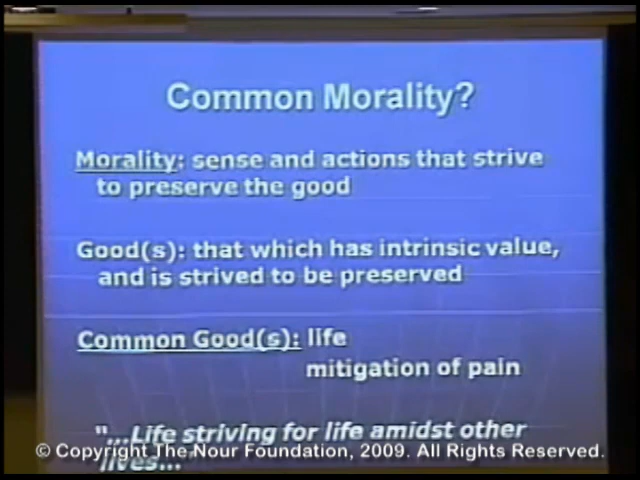 Common Morality?
Morality: sense and actions that strive
to preserve the good
Good(s): that which has intrinsic value,
and is strived to be preserved
Common Good(s): life
mitigation of pain
"...Life striving for life amidst other
lives..."
© Copyright The Nour Foundation, 2009. All Rights Reserved.